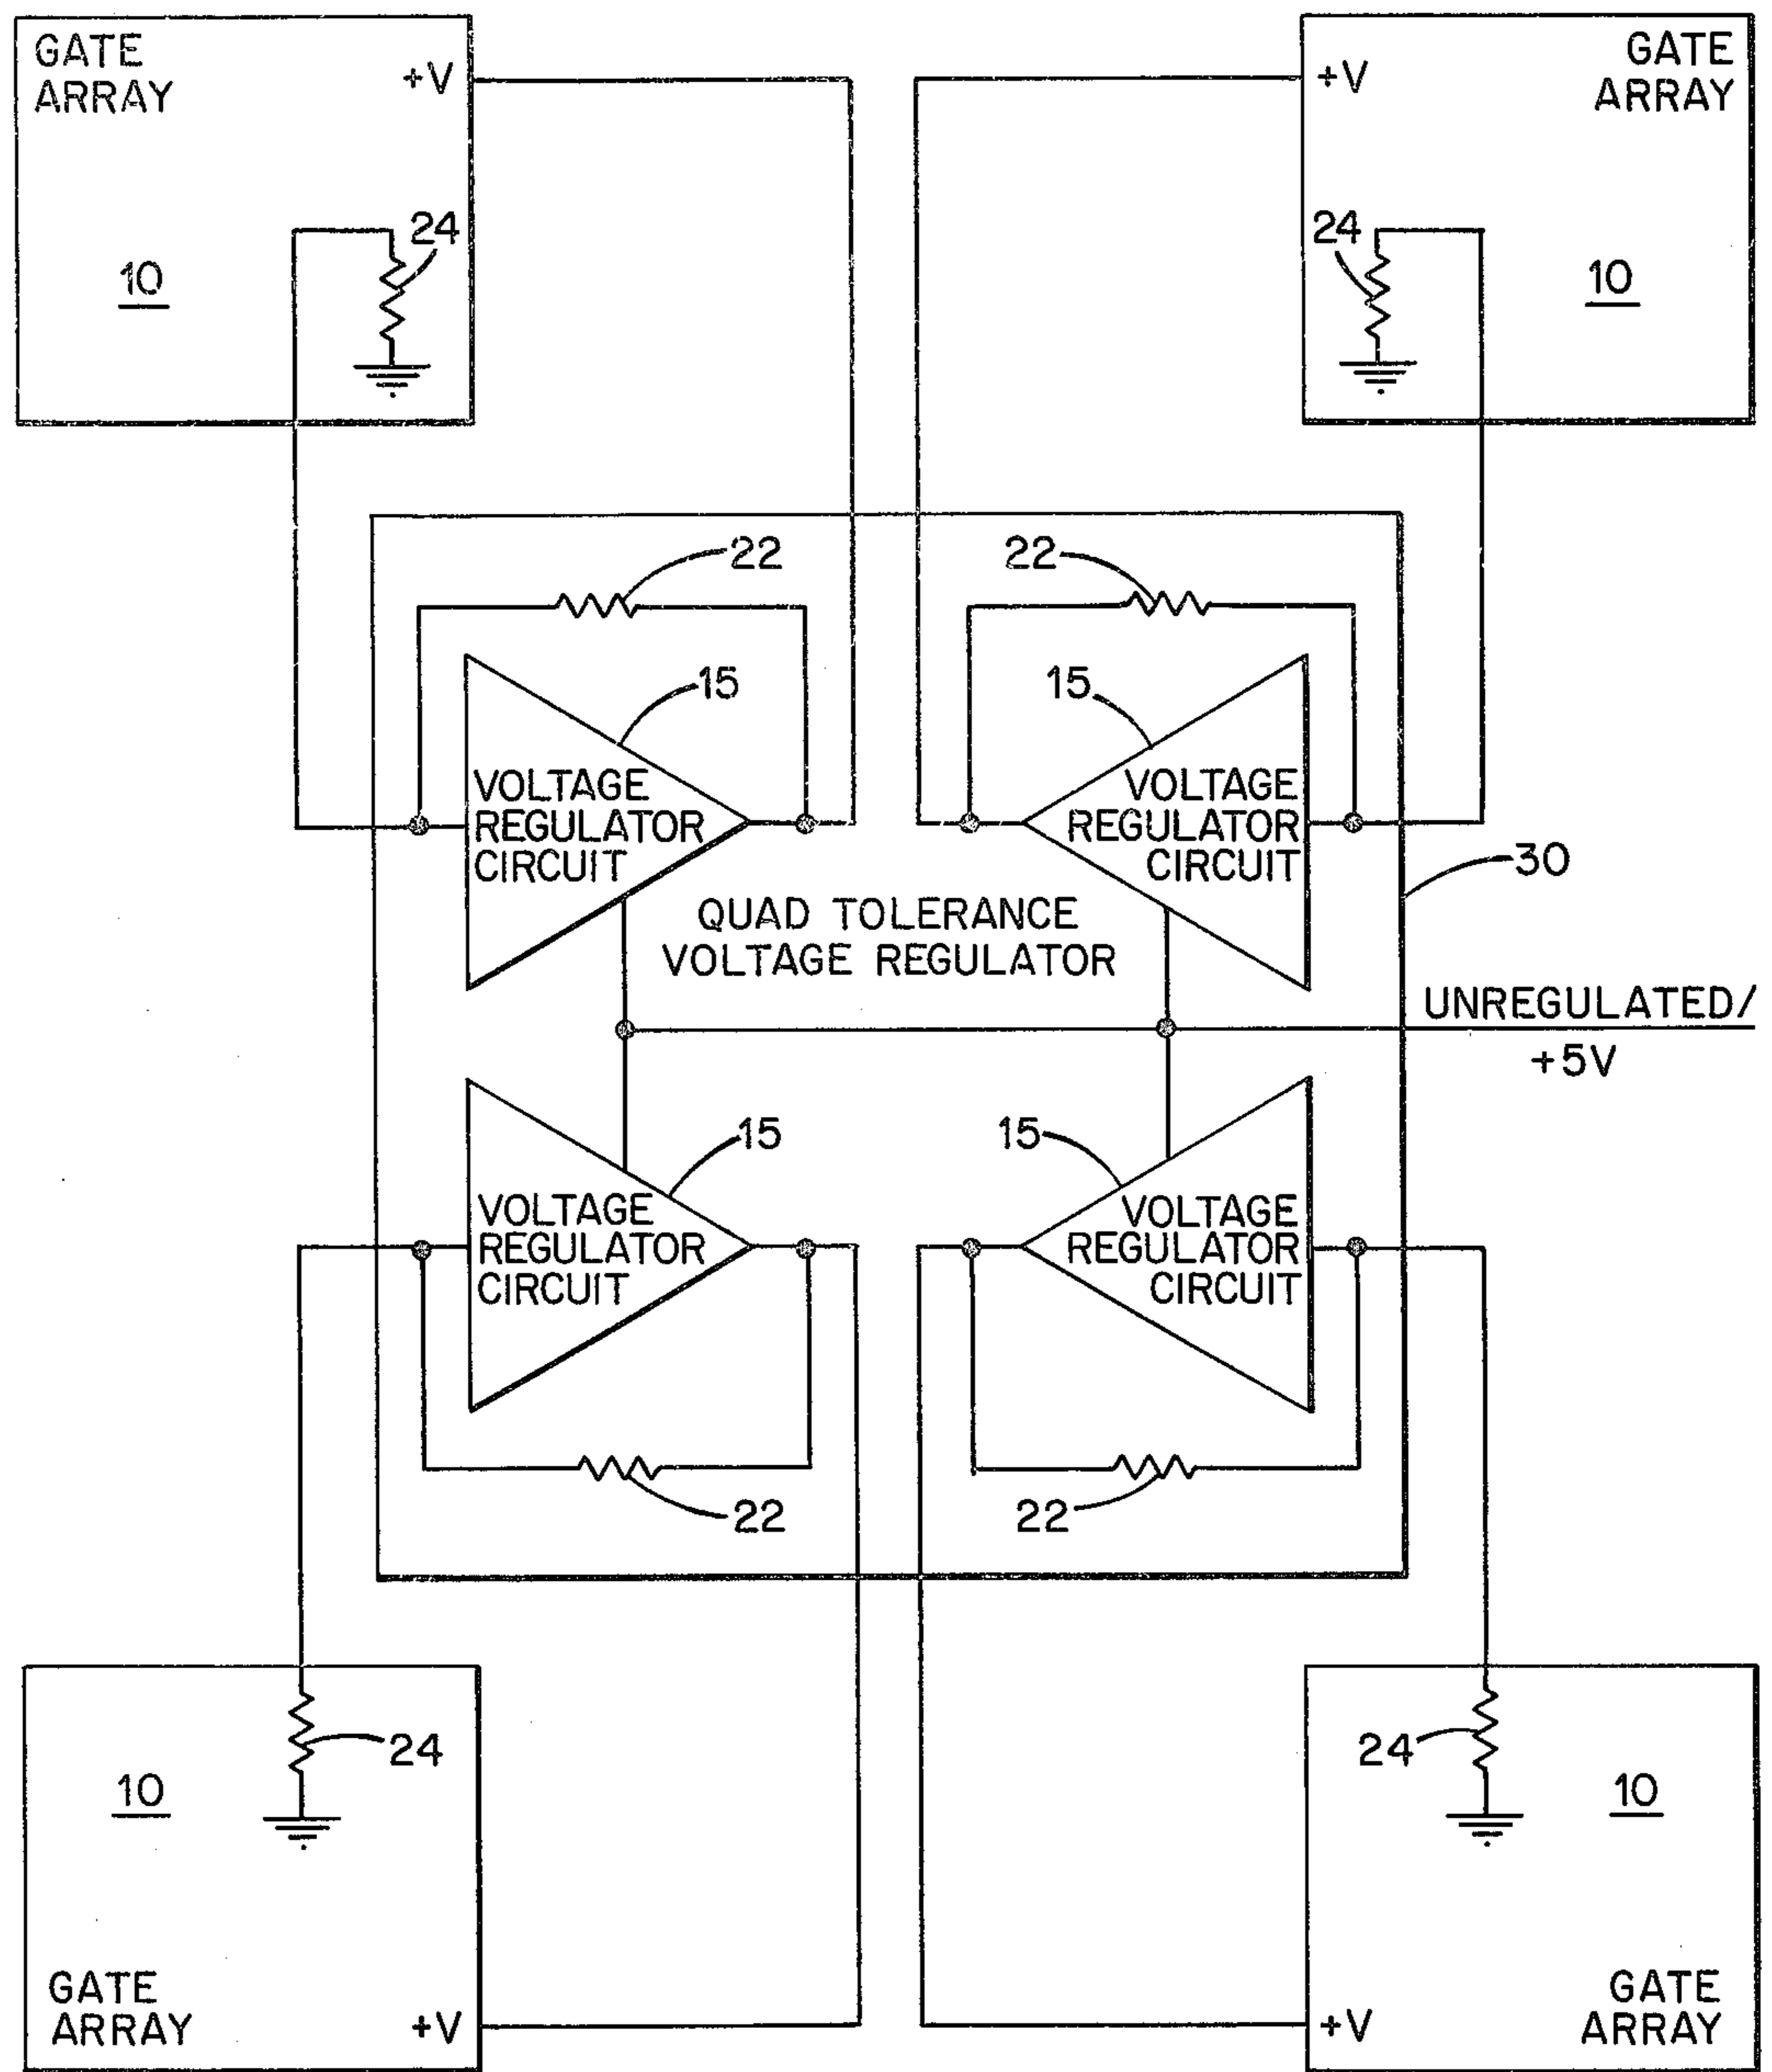 GATE
ARRAY
+V
24
10
GATE
ARRAY
+V
24
10
22
22
15
15
VOLTAGE
REGULATOR
CIRCUIT
VOLTAGE
REGULATOR
CIRCUIT
30
QUAD TOLERANCE
VOLTAGE REGULATOR
UNREGULATED/
+5V
15
15
VOLTAGE
REGULATOR
CIRCUIT
VOLTAGE
REGULATOR
CIRCUIT
22
22
24
10
GATE
ARRAY
+V
24
10
+V
GATE
ARRAY